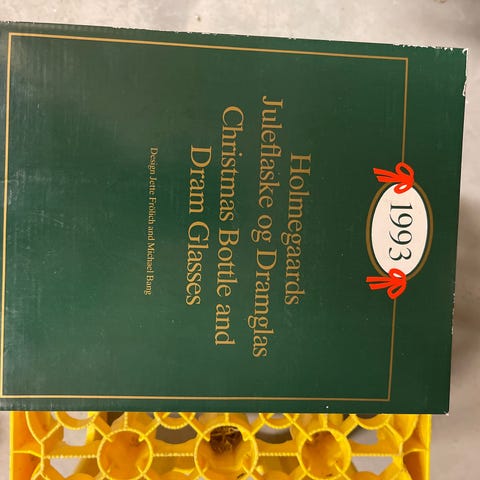 1993
Holmegaards
Juleflaske og Dramglas
Christmas Bottle and
Dram Glasses
Design Jette Frölich and Michael Bang